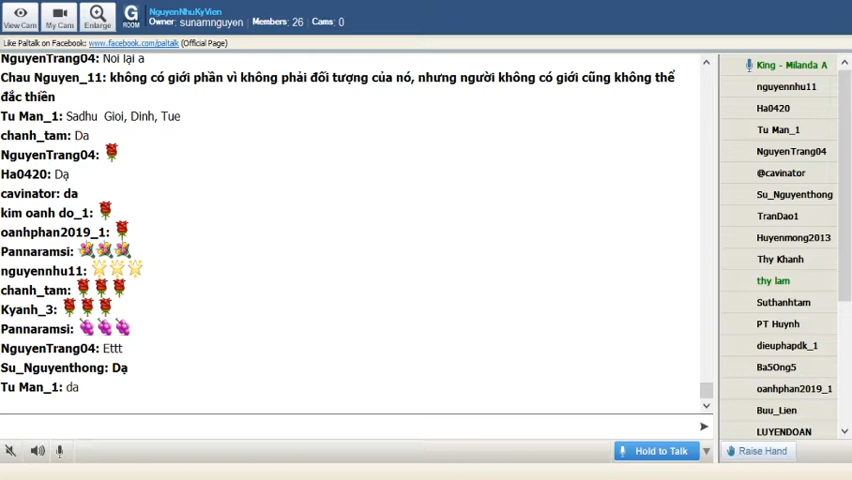 NguyenNhuKyVien
Owner: sunamnguyen Members: 26 Cams: 0
View Cam
My Cam
Enlarge
G
ROOM
Like Paltalk on Facebook: www.facebook.com/paltalk (Official Page)
NguyenTrang04: Noi lại a
Chau Nguyen_11: không có giới phần vì không phải đối tượng của nó, nhưng người không có giới cũng không thể
đắc thiền
Tu Man_1: Sadhu Gioi, Dinh, Tue
chanh_tam: Da
NguyenTrang04:
Ha0420: Dạ
cavinator: da
kim oanh do_1:
oanhphan2019_1:
Pannaramsi:
nguyennhu11:
chanh_tam:
Kyanh_3:
Pannaramsi:
NguyenTrang04: Ettt
Su_Nguyenthong: Dạ
Tu Man_1: da
Hold to Talk
King - Milanda A
nguyennhu11
Ha0420
Tu Man_1
NguyenTrang04
@cavinator
Su_Nguyenthong
TranDao1
Huyenmong2013
Thy Khanh
thy lam
Suthanhtam
PT Huynh
dieuphapdk_1
Ba5Ong5
oanhphan2019_1
Buu_Lien
LUYENDOAN
Raise Hand